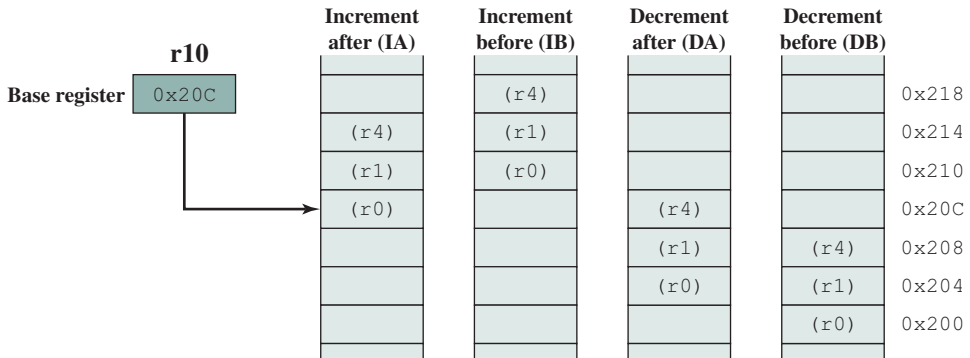 Increment after (IA)
Increment before (IB)
Decrement after (DA)
Decrement before (DB)
r10
Base register 0x20C
(r4) 0x218
(r4) (r1) 0x214
(r1) (r0) 0x210
(r0) (r4) 0x20C
(r1) (r4) 0x208
(r0) (r1) 0x204
(r0) 0x200